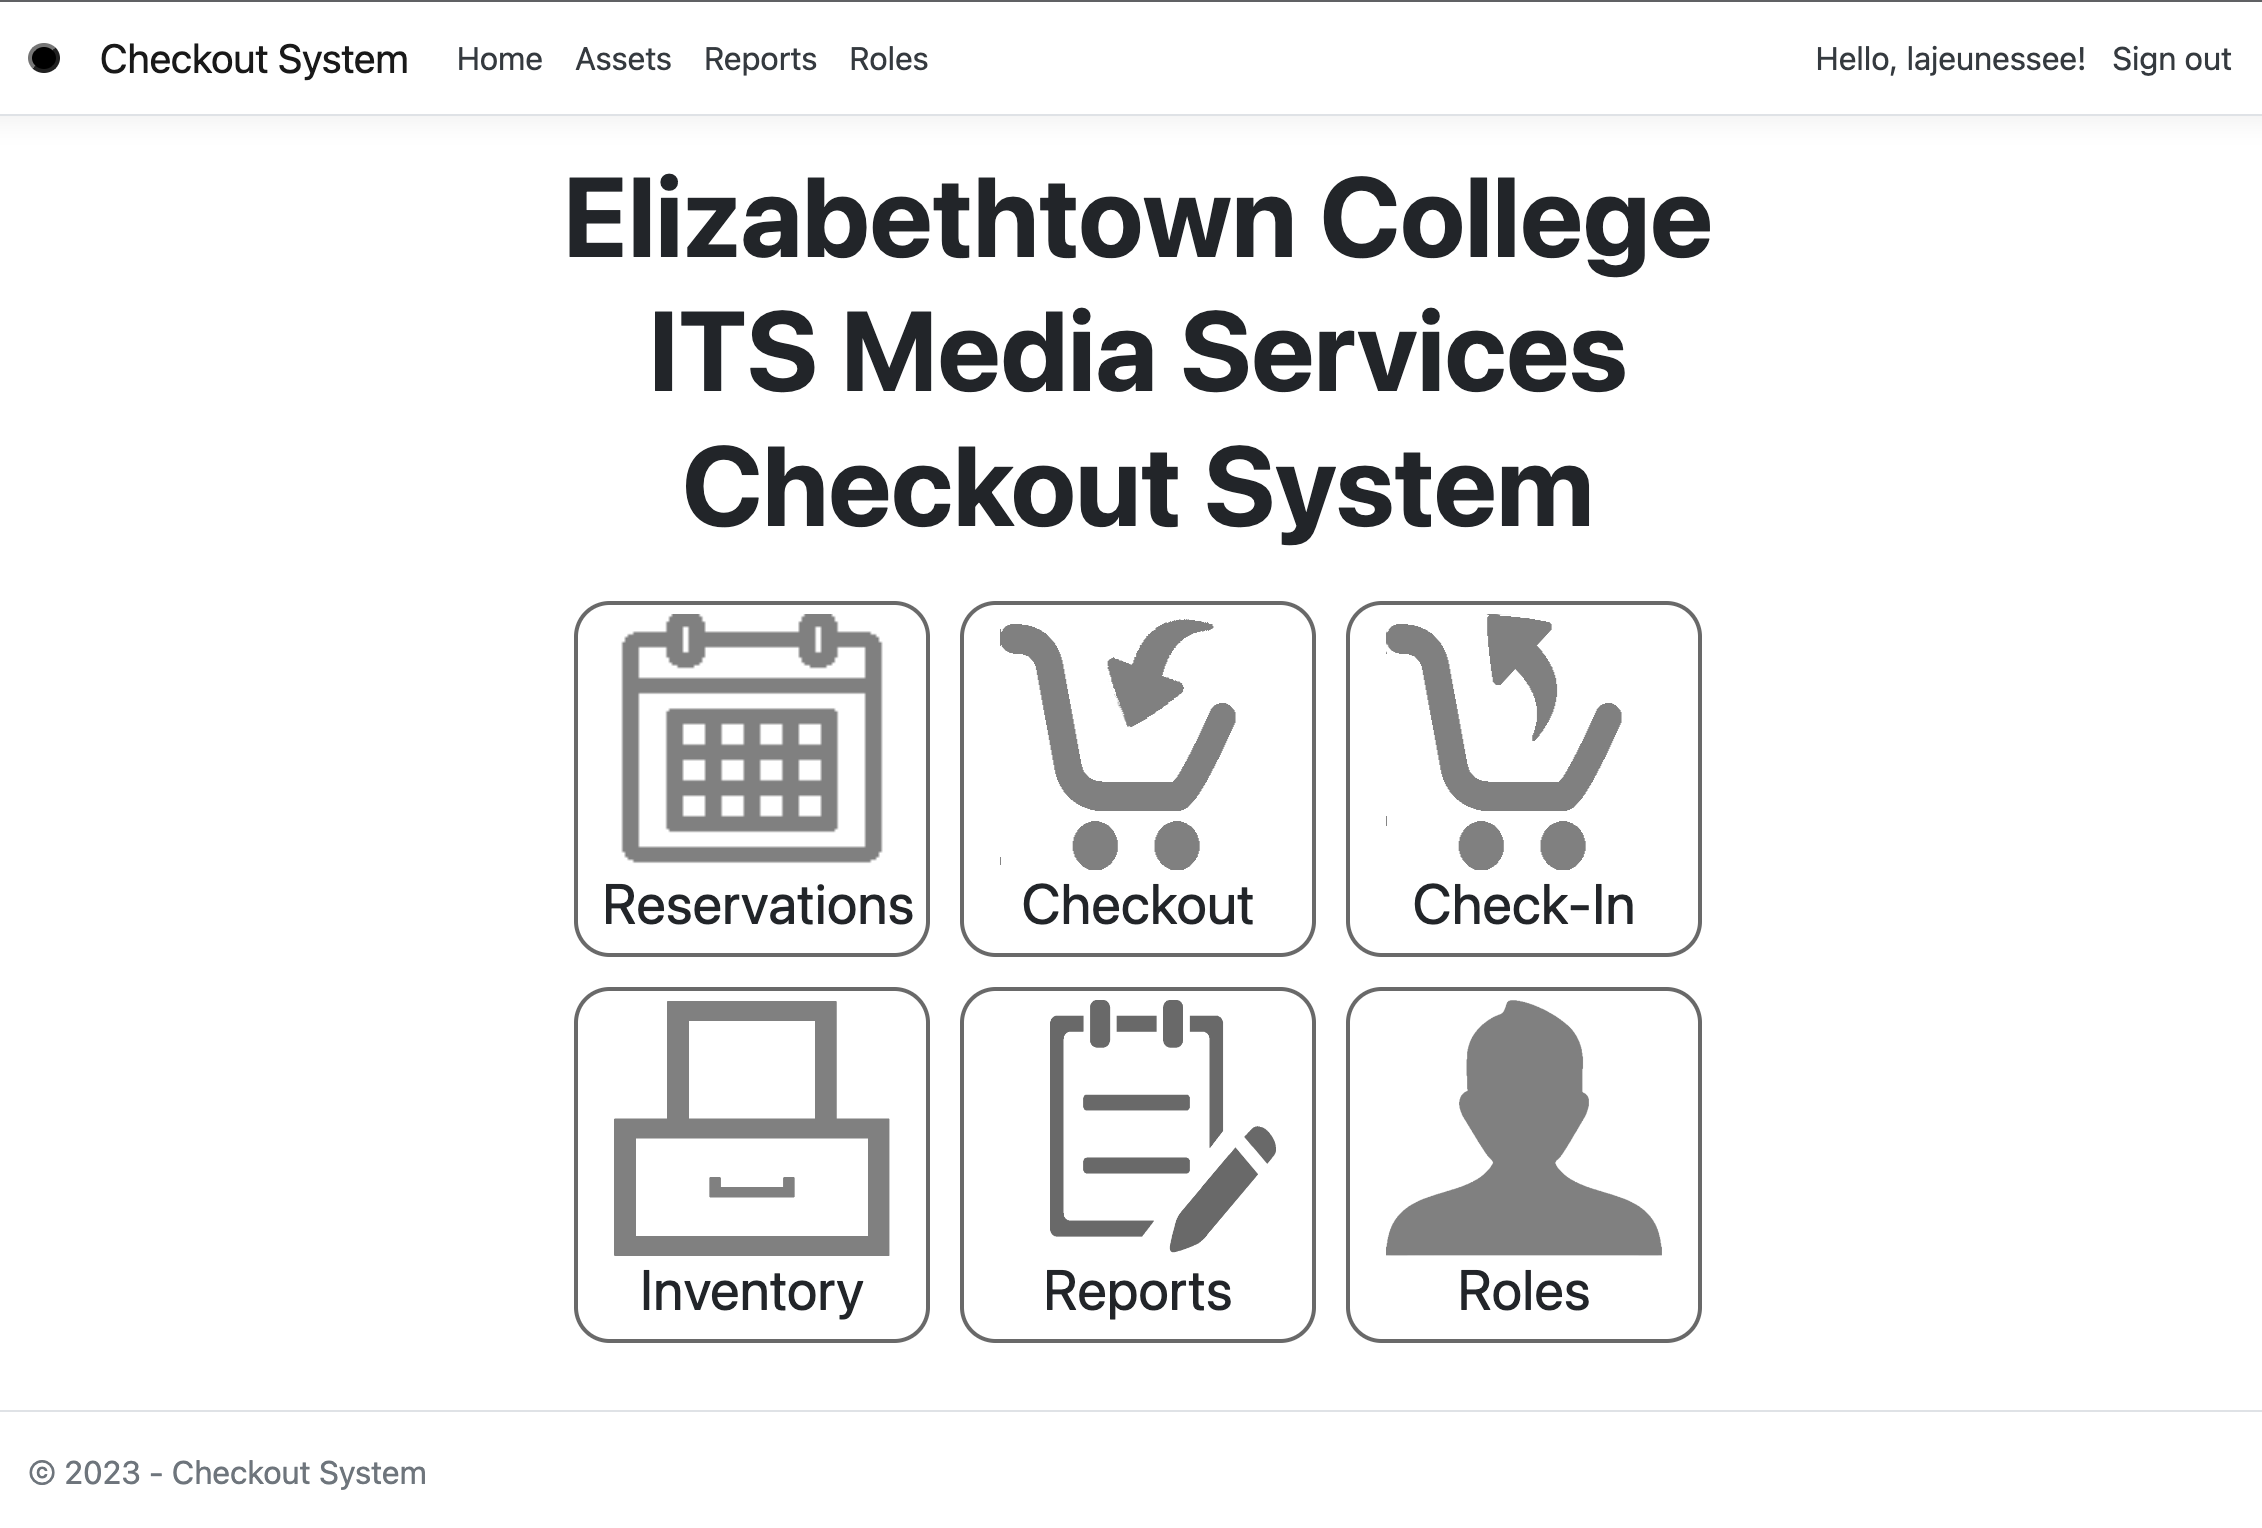 Checkout System Home Assets Reports Roles Hello, lajeunessee! Sign out
Elizabethtown College
ITS Media Services
Checkout System
Reservations Checkout Check-In
Inventory Reports Roles
© 2023 - Checkout System